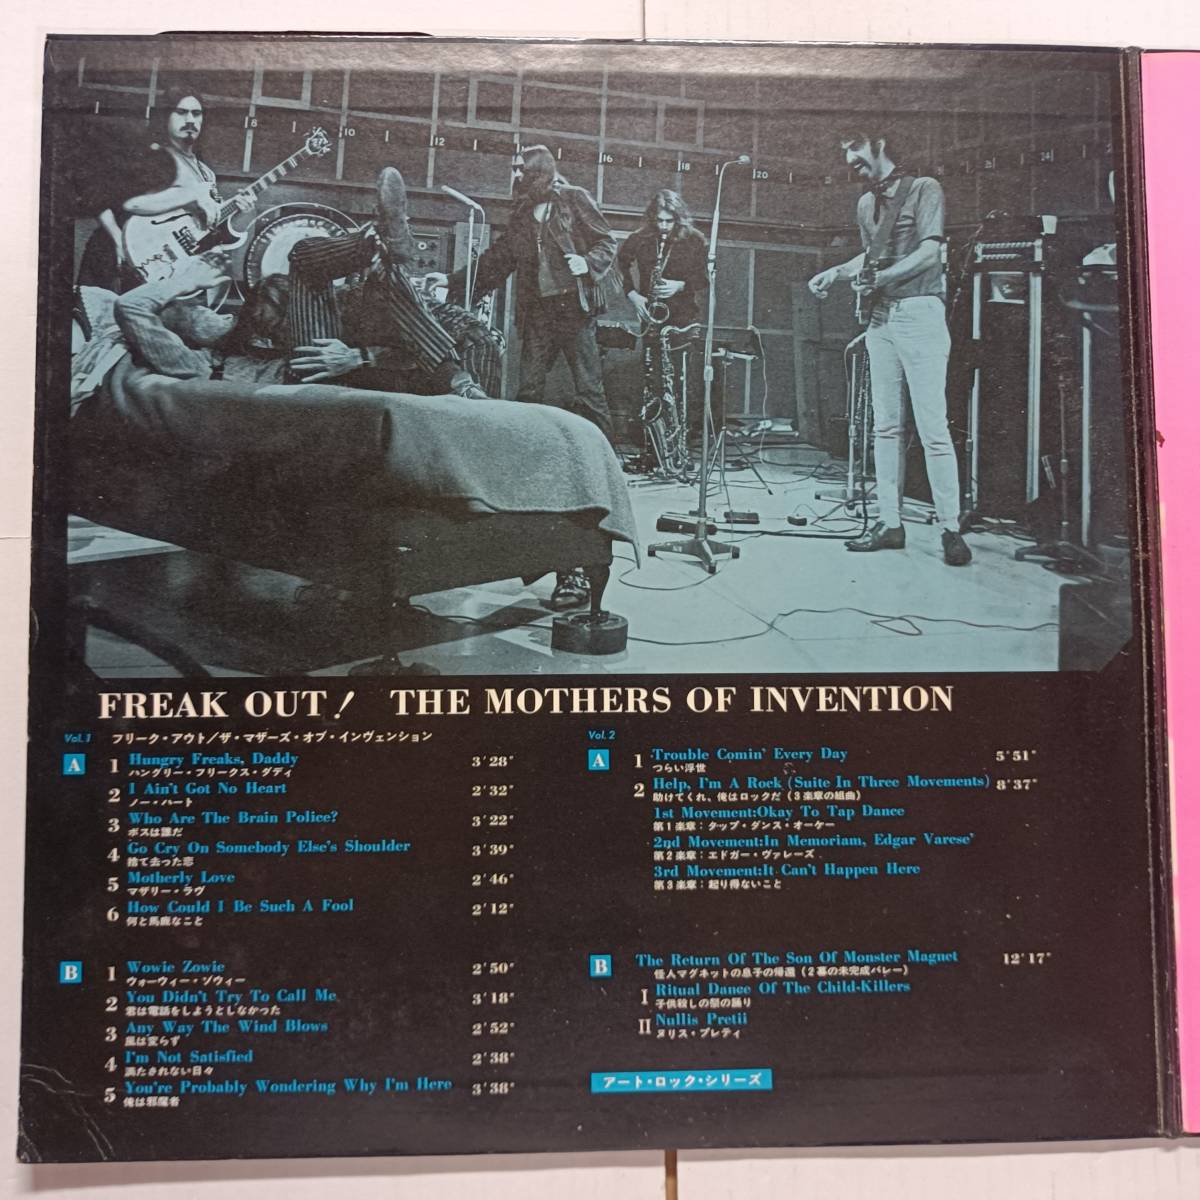 8
10
12
16
18
20
24
FREAK OUT! THE MOTHERS OF INVENTION
Vol.1 フリーク・アウト/ザ・マザーズ・オブ・インヴェンション
A 1 Hungry Freaks, Daddy 3'28"
ハングリー・フリークス・ダディ
2 I Ain't Got No Heart 2'32"
ノー・ハート
3 Who Are The Brain Police? 3'22"
ボスは誰だ
4 Go Cry On Somebody Else's Shoulder 3'39"
捨て去った恋
5 Motherly Love 2'46"
マザリー・ラヴ
6 How Could I Be Such A Fool 2'12"
何と馬鹿なこと
B 1 Wowie Zowie 2'50"
ウォーウィー・ゾウィー
2 You Didn't Try To Call Me 3'18"
君は電話をしようとしなかった
3 Any Way The Wind Blows 2'52"
風は変らず
4 I'm Not Satisfied 2'38"
満たされない日々
5 You're Probably Wondering Why I'm Here 3'38"
俺は邪魔者
Vol.2
A 1 Trouble Comin' Every Day 5'51"
つらい浮世
2 Help, I'm A Rock (Suite In Three Movements) 8'37"
助けてくれ、俺はロックだ (3楽章の組曲)
1st Movement:Okay To Tap Dance
第1楽章：タップ・ダンス・オーケー
2nd Movement:In Memoriam, Edgar Varese'
第2楽章：エドガー・ヴァレーズ
3rd Movement:It Can't Happen Here
第3楽章：起り得ないこと
B The Return Of The Son Of Monster Magnet 12'17"
怪人マグネットの息子の帰還 (2幕の未完成バレー)
I Ritual Dance Of The Child-Killers
子供殺しの祭の踊り
II Nullis Pretii
ヌリス・プレティ
アート・ロック・シリーズ